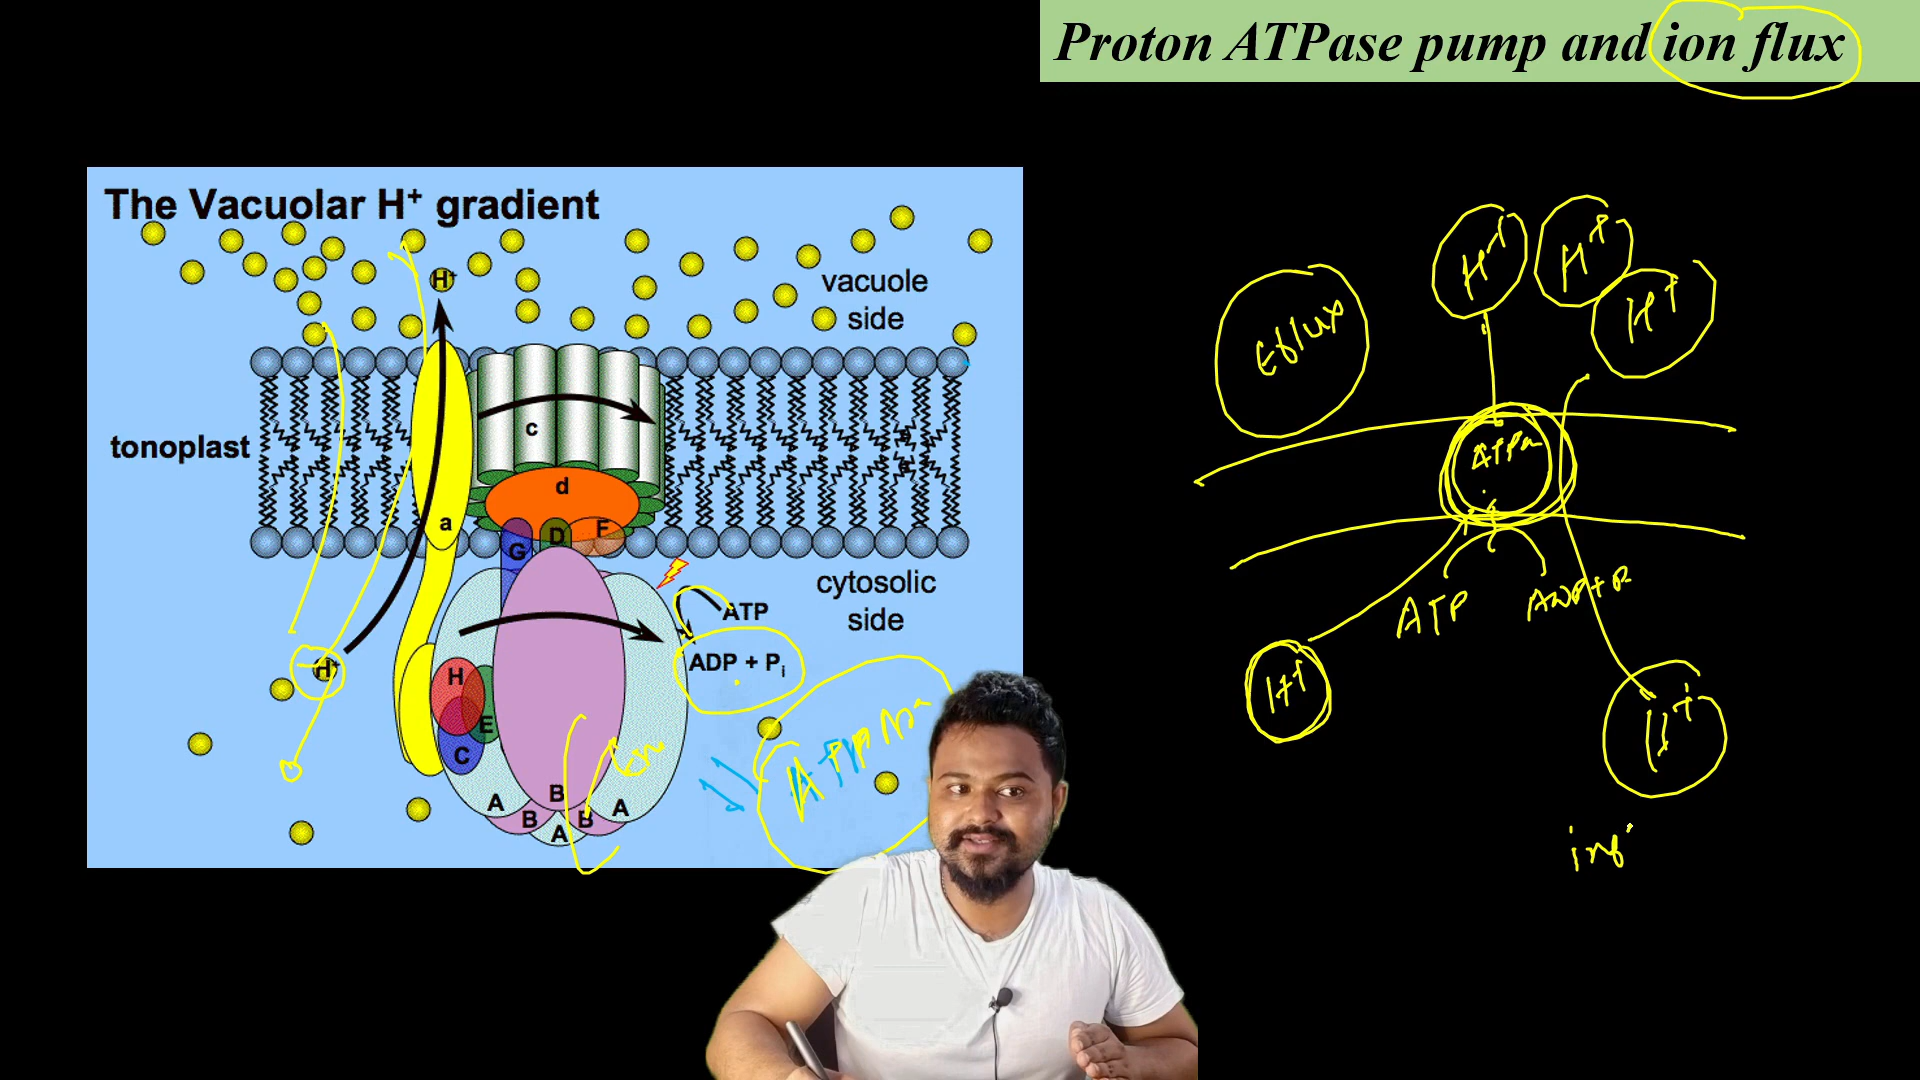 Proton ATPase pump and ion flux
The Vacuolar H⁺ gradient
H⁺
vacuole
side
tonoplast
c
d
a
G
D
F
cytosolic
side
ATP
ADP + Pᵢ
H⁺
H
E
C
A
B
A
B
B
A
H⁺
H⁺
H⁺
Efflux
ATP
H⁺
H⁺